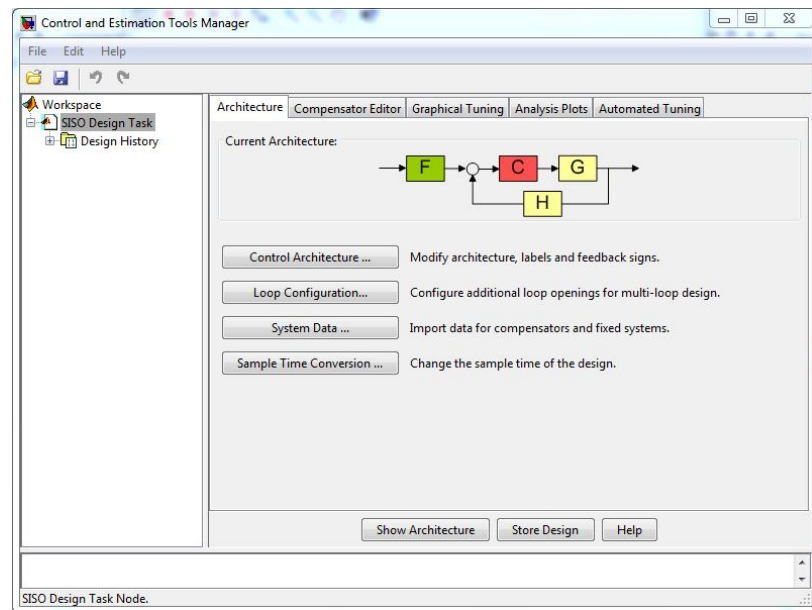 Control and Estimation Tools Manager
File Edit Help
Workspace
SISO Design Task
Design History
Architecture Compensator Editor Graphical Tuning Analysis Plots Automated Tuning
Current Architecture:
F C G
H
Control Architecture ... Modify architecture, labels and feedback signs.
Loop Configuration... Configure additional loop openings for multi-loop design.
System Data ... Import data for compensators and fixed systems.
Sample Time Conversion ... Change the sample time of the design.
Show Architecture Store Design Help
SISO Design Task Node.